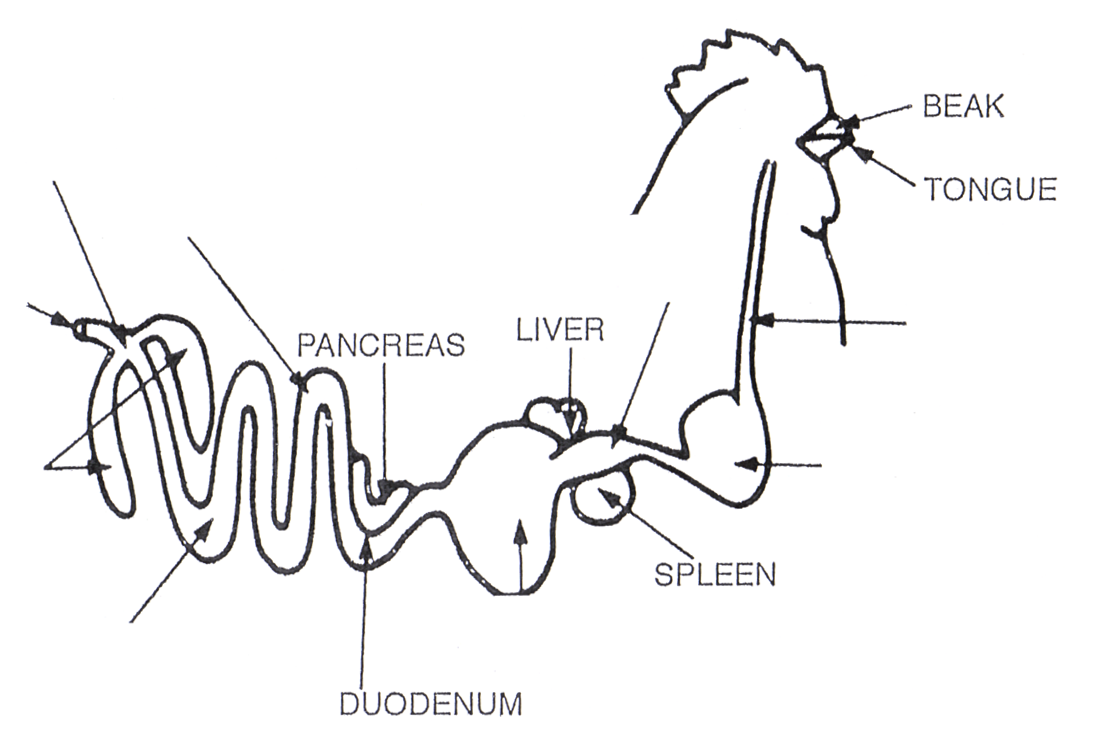 BEAK
TONGUE
LIVER
PANCREAS
SPLEEN
DUODENUM